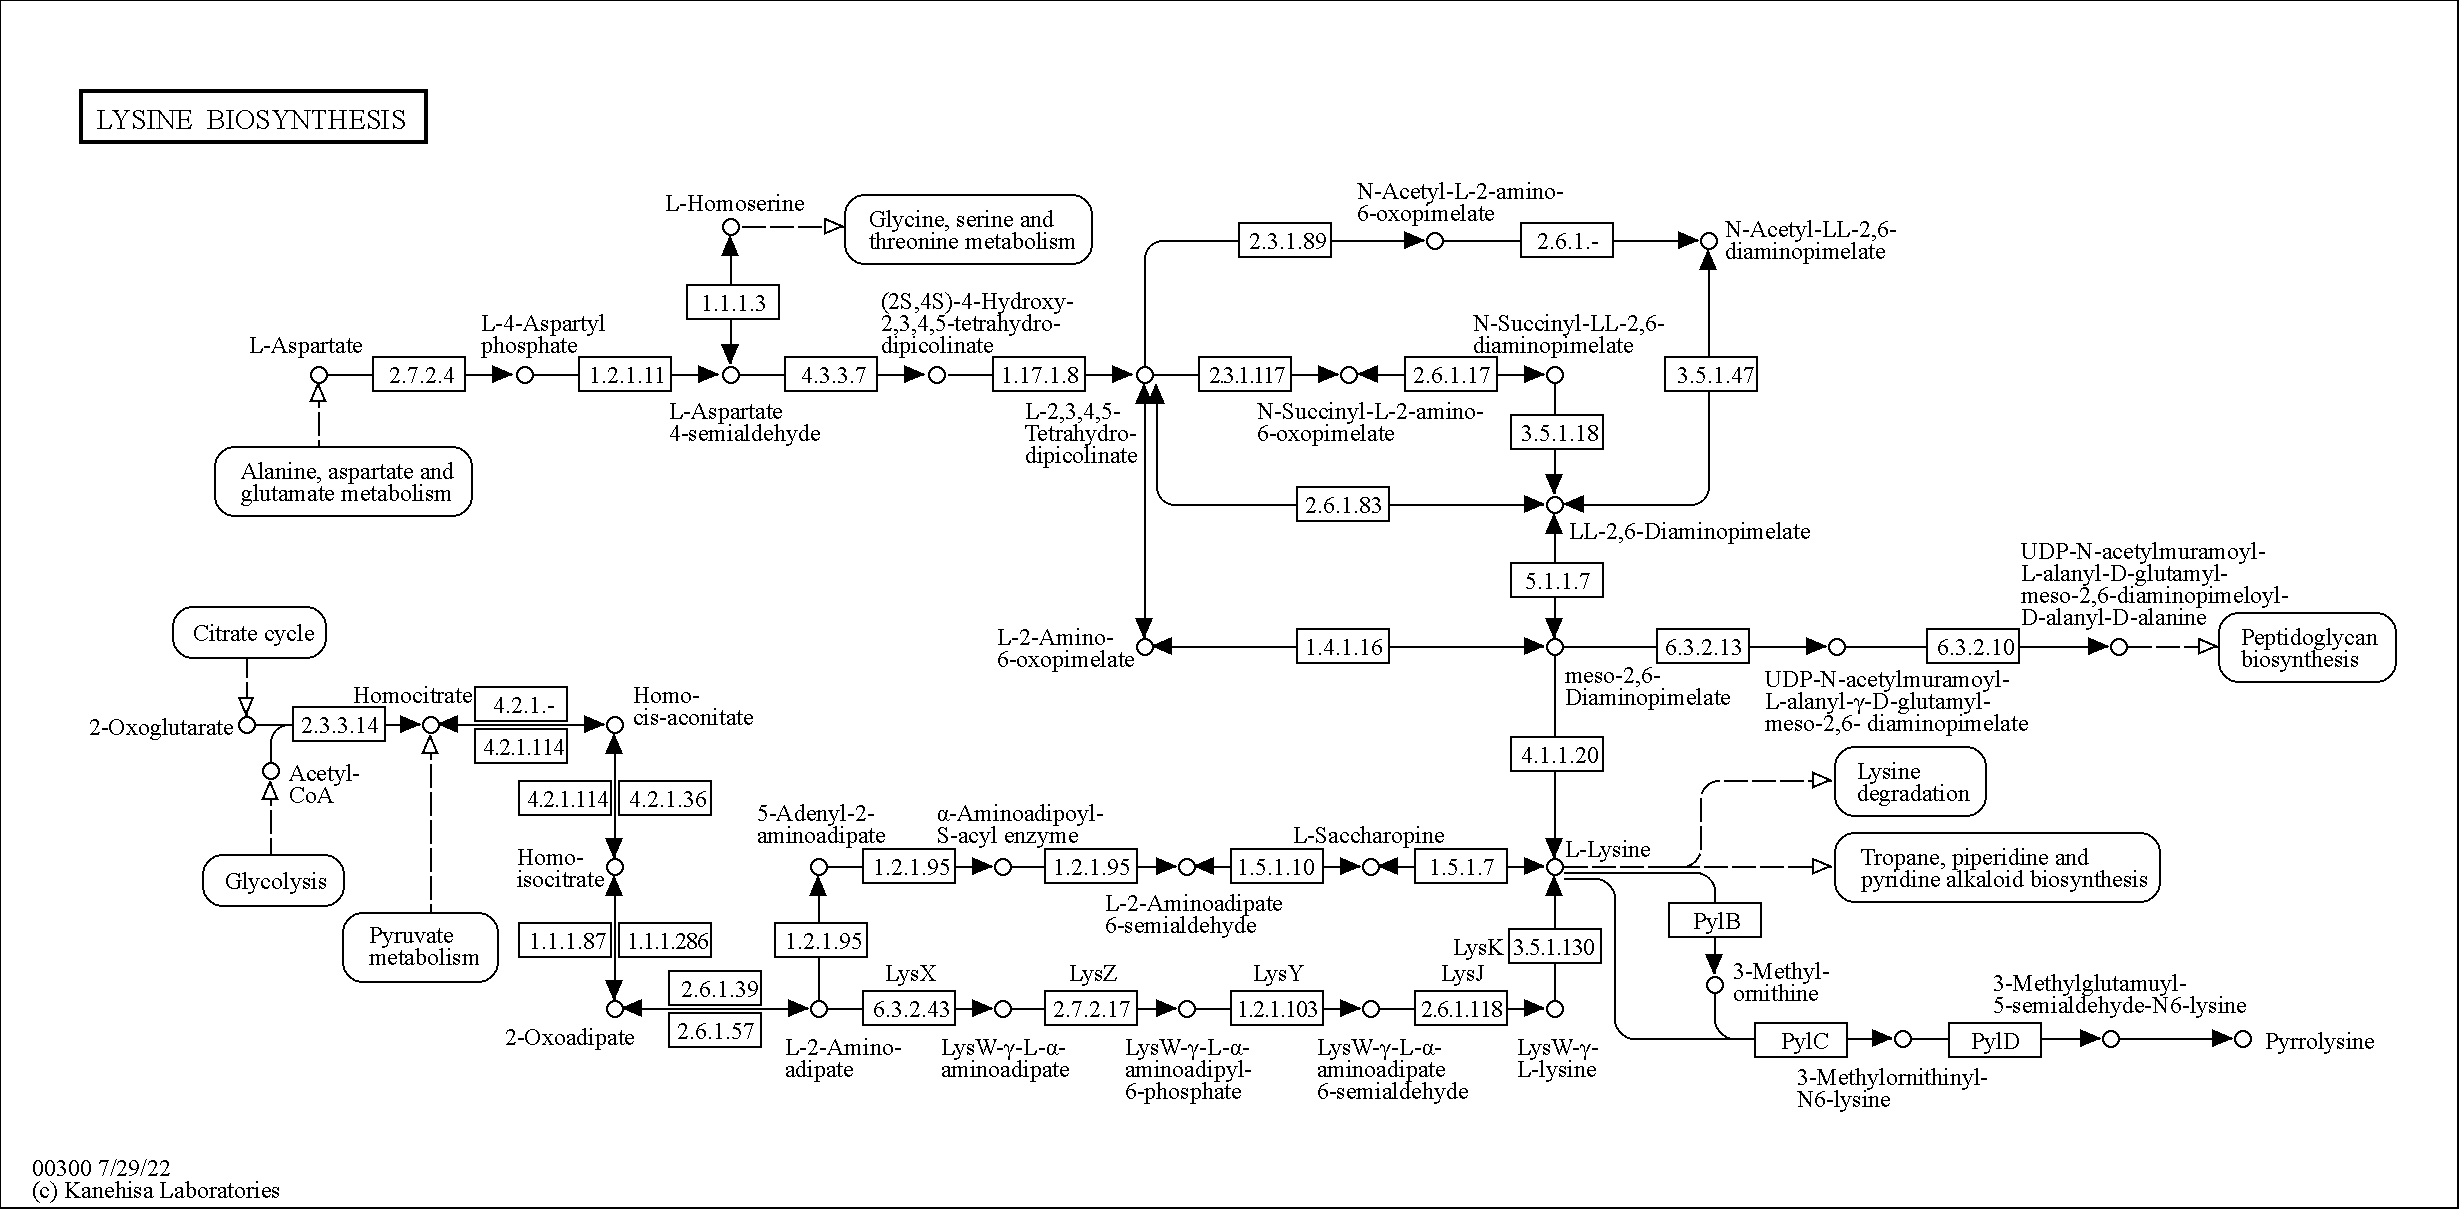 LYSINE BIOSYNTHESIS
L-Homoserine
Glycine, serine and
threonine metabolism
N-Acetyl-L-2-amino-
6-oxopimelate
2.3.1.89
2.6.1.-
N-Acetyl-LL-2,6-
diaminopimelate
1.1.1.3
(2S,4S)-4-Hydroxy-
2,3,4,5-tetrahydro-
dipicolinate
L-Aspartate
L-4-Aspartyl
phosphate
N-Succinyl-LL-2,6-
diaminopimelate
2.7.2.4
1.2.1.11
4.3.3.7
1.17.1.8
2.3.1.117
2.6.1.17
3.5.1.47
L-Aspartate
4-semialdehyde
L-2,3,4,5-
Tetrahydro-
dipicolinate
N-Succinyl-L-2-amino-
6-oxopimelate
3.5.1.18
Alanine, aspartate and
glutamate metabolism
2.6.1.83
LL-2,6-Diaminopimelate
5.1.1.7
UDP-N-acetylmuramoyl-
L-alanyl-D-glutamyl-
meso-2,6-diaminopimeloyl-
D-alanyl-D-alanine
Citrate cycle
L-2-Amino-
6-oxopimelate
1.4.1.16
6.3.2.13
6.3.2.10
Peptidoglycan
biosynthesis
meso-2,6-
Diaminopimelate
UDP-N-acetylmuramoyl-
L-alanyl-γ-D-glutamyl-
meso-2,6- diaminopimelate
2-Oxoglutarate
2.3.3.14
Homocitrate
4.2.1.-
4.2.1.114
Homo-
cis-aconitate
Acetyl-
CoA
4.1.1.20
Lysine
degradation
4.2.1.114
4.2.1.36
5-Adenyl-2-
aminoadipate
α-Aminoadipoyl-
S-acyl enzyme
L-Saccharopine
L-Lysine
Glycolysis
Homo-
isocitrate
1.2.1.95
1.2.1.95
1.5.1.10
1.5.1.7
Tropane, piperidine and
pyridine alkaloid biosynthesis
L-2-Aminoadipate
6-semialdehyde
PylB
Pyruvate
metabolism
1.1.1.87
1.1.1.286
1.2.1.95
LysK
3.5.1.130
LysX
LysZ
LysY
LysJ
3-Methyl-
ornithine
3-Methylglutamuyl-
5-semialdehyde-N6-lysine
2.6.1.39
2.6.1.57
6.3.2.43
2.7.2.17
1.2.1.103
2.6.1.118
2-Oxoadipate
L-2-Amino-
adipate
LysW-γ-L-α-
aminoadipate
LysW-γ-L-α-
aminoadipyl-
6-phosphate
LysW-γ-L-α-
aminoadipate
6-semialdehyde
LysW-γ-
L-lysine
PylC
PylD
Pyrrolysine
3-Methylornithinyl-
N6-lysine
00300 7/29/22
(c) Kanehisa Laboratories